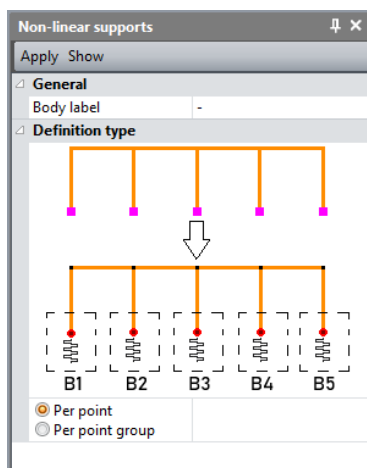 Non-linear supports
Apply Show
General
Body label -
Definition type
B1 B2 B3 B4 B5
Per point
Per point group